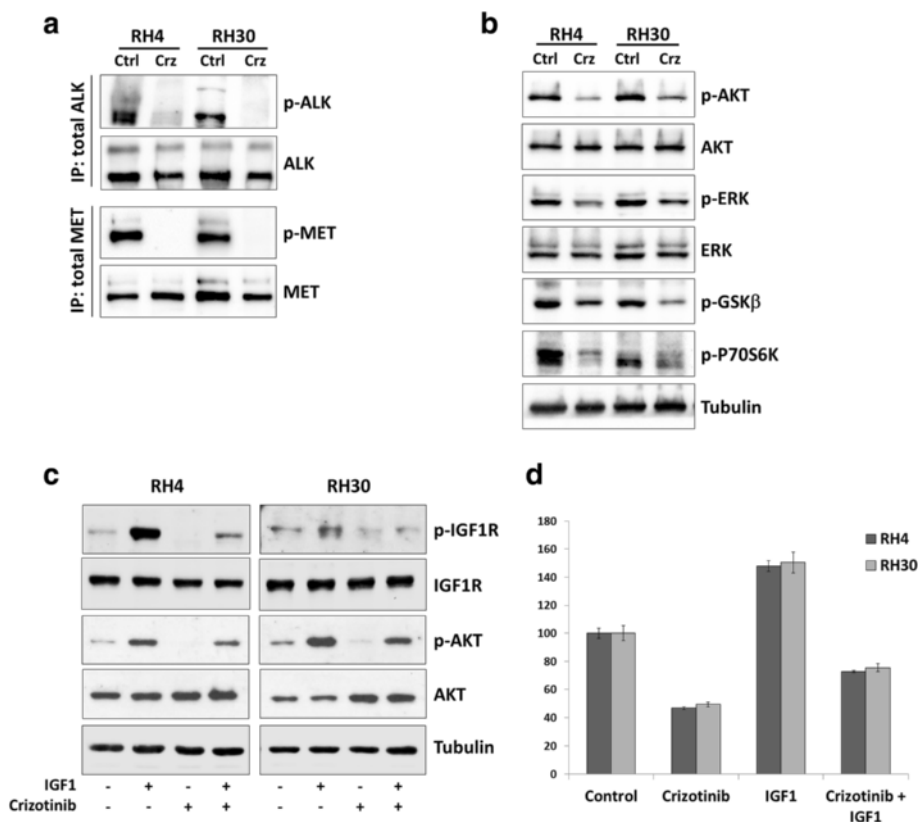 a
RH4 RH30
Ctrl Crz Ctrl Crz
IP: total ALK
p-ALK
ALK
IP: total MET
p-MET
MET
b
RH4 RH30
Ctrl Crz Ctrl Crz
p-AKT
AKT
p-ERK
ERK
p-GSKβ
p-P70S6K
Tubulin
c
RH4 RH30
p-IGF1R
IGF1R
p-AKT
AKT
Tubulin
IGF1 - + - + - + - +
Crizotinib - - + + - - + +
d
180
160
140
120
100
80
60
40
20
0
RH4
RH30
Control Crizotinib IGF1 Crizotinib +
IGF1